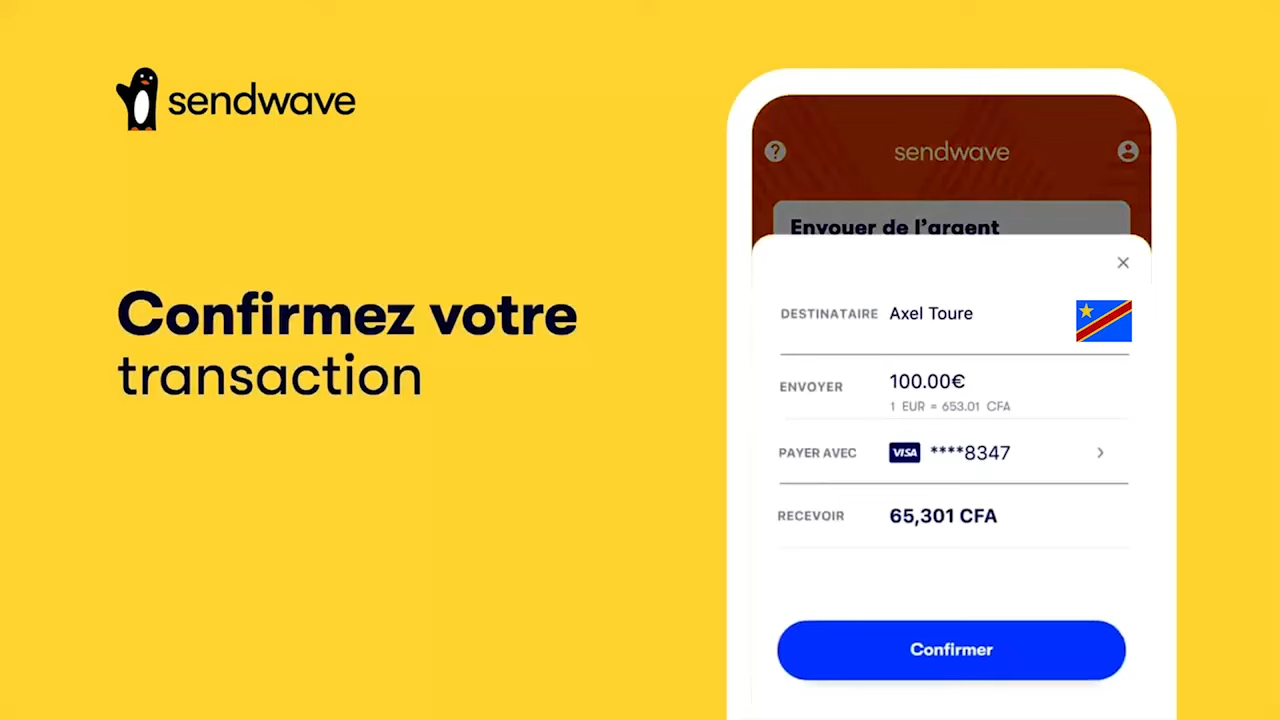 sendwave
Confirmez votre
transaction
sendwave
Envoyer de l'argent
DESTINATAIRE Axel Toure
ENVOYER 100.00€
1 EUR = 653.01 CFA
PAYER AVEC VISA ****8347
RECEVOIR 65,301 CFA
Confirmer